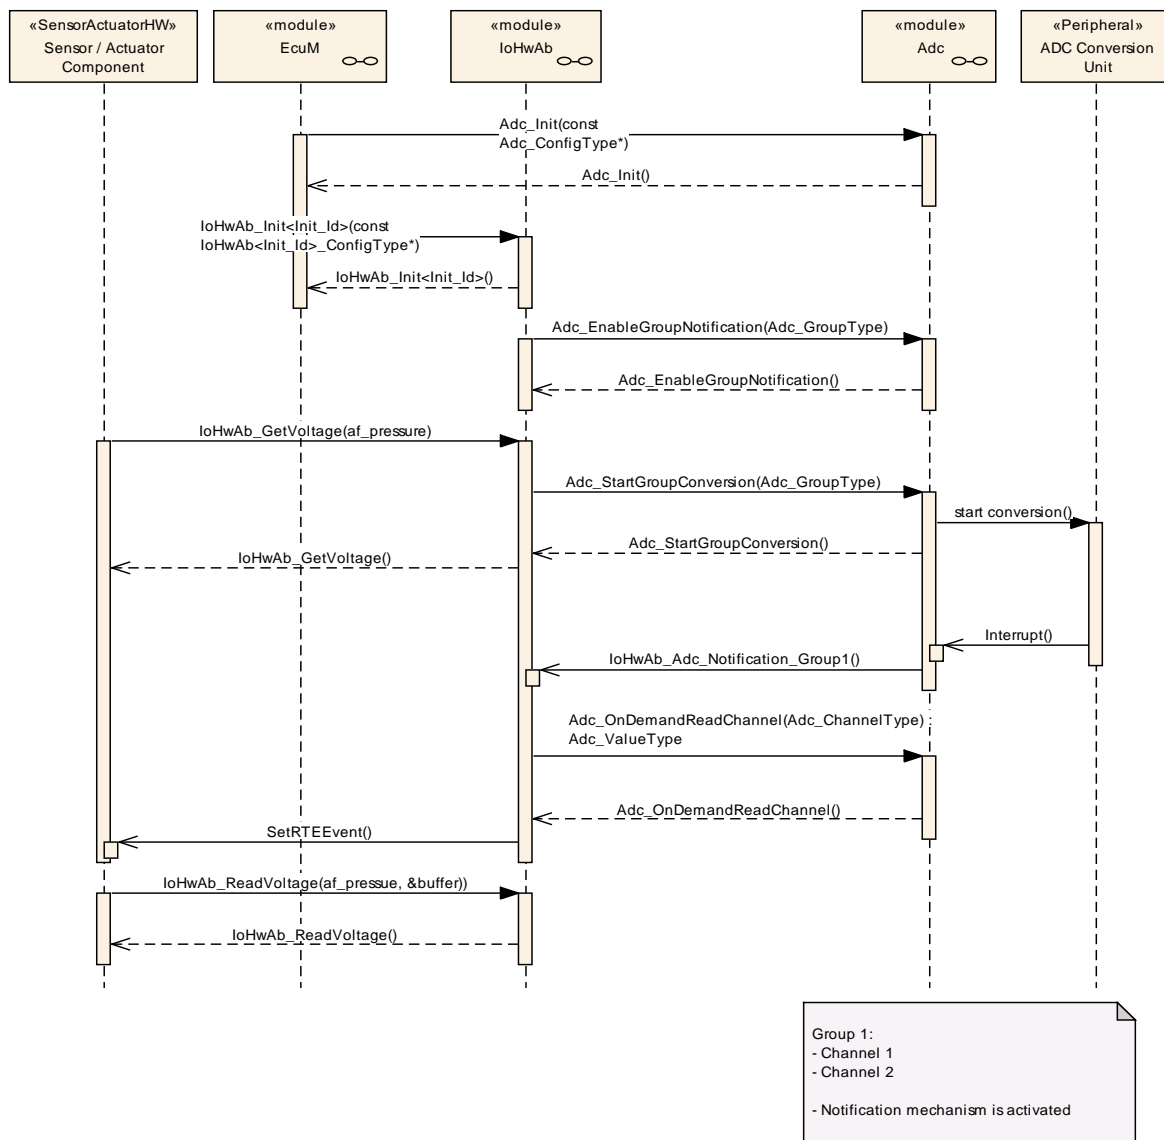 «SensorActuatorHW»
Sensor / Actuator
Component
«module»
EcuM
«module»
IoHwAb
«module»
Adc
«Peripheral»
ADC Conversion
Unit
Adc_Init(const
Adc_ConfigType*)
Adc_Init()
IoHwAb_Init<Init_Id>(const
IoHwAb<Init_Id>_ConfigType*)
IoHwAb_Init<Init_Id>()
Adc_EnableGroupNotification(Adc_GroupType)
Adc_EnableGroupNotification()
IoHwAb_GetVoltage(af_pressure)
Adc_StartGroupConversion(Adc_GroupType)
start conversion()
Adc_StartGroupConversion()
IoHwAb_GetVoltage()
Interrupt()
IoHwAb_Adc_Notification_Group1()
Adc_OnDemandReadChannel(Adc_ChannelType) :
Adc_ValueType
Adc_OnDemandReadChannel()
SetRTEEvent()
IoHwAb_ReadVoltage(af_pressue, &buffer))
IoHwAb_ReadVoltage()
Group 1:
- Channel 1
- Channel 2
- Notification mechanism is activated